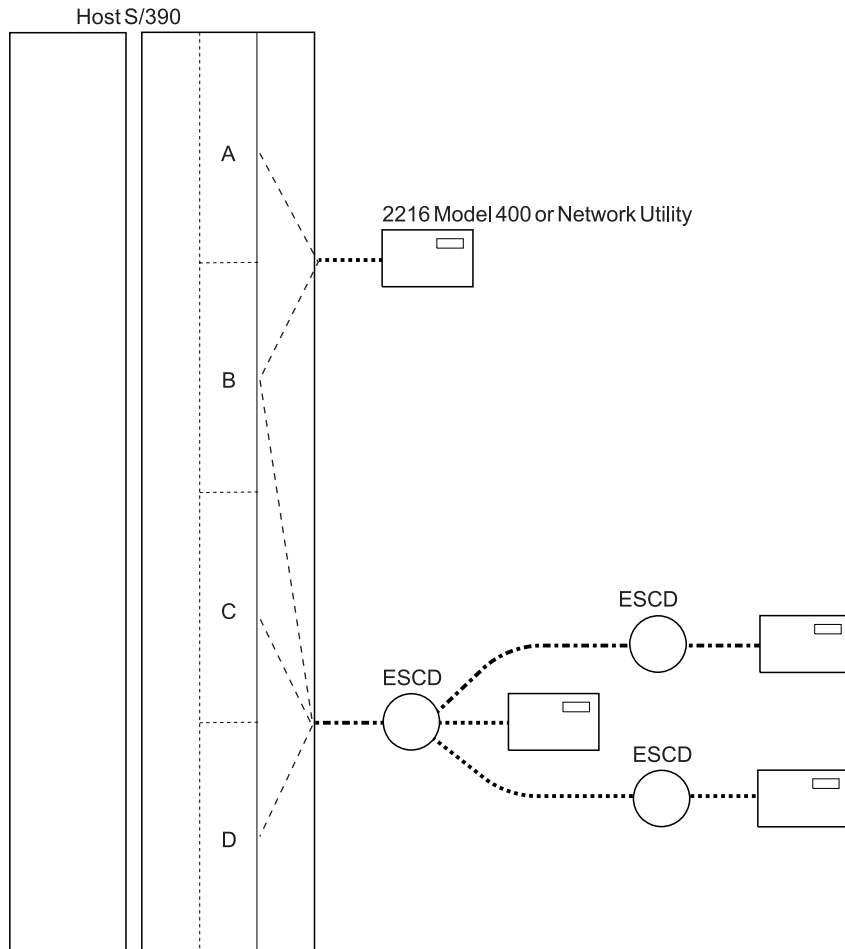 Host S/390
A
2216 Model 400 or Network Utility
B
C
ESCD
ESCD
ESCD
D